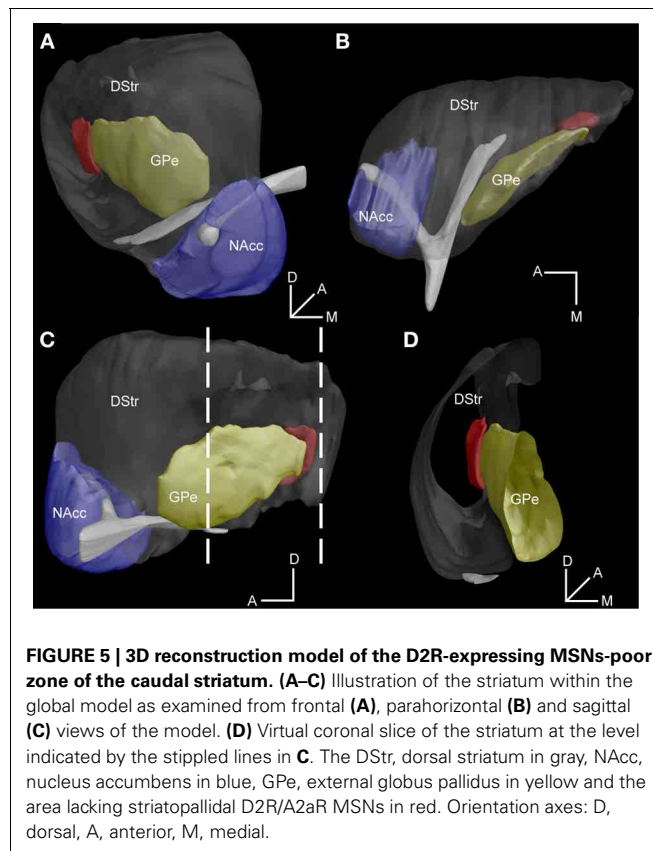 A
DStr
GPe
NAcc
D
A
M
B
DStr
GPe
NAcc
A
M
C
DStr
GPe
NAcc
D
A
D
DStr
GPe
D
A
M
FIGURE 5 | 3D reconstruction model of the D2R-expressing MSNs-poor
zone of the caudal striatum. (A–C) Illustration of the striatum within the
global model as examined from frontal (A), parahorizontal (B) and sagittal
(C) views of the model. (D) Virtual coronal slice of the striatum at the level
indicated by the stippled lines in C. The DStr, dorsal striatum in gray, NAcc,
nucleus accumbens in blue, GPe, external globus pallidus in yellow and the
area lacking striatopallidal D2R/A2aR MSNs in red. Orientation axes: D,
dorsal, A, anterior, M, medial.